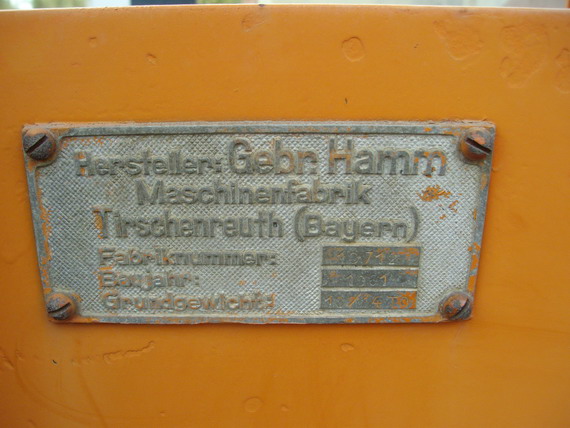 Hersteller: Gebr. Hamm
Maschinenfabrik
Tirschenreuth (Bayern)
Fabriknummer:
Baujahr:
Grundgewicht: